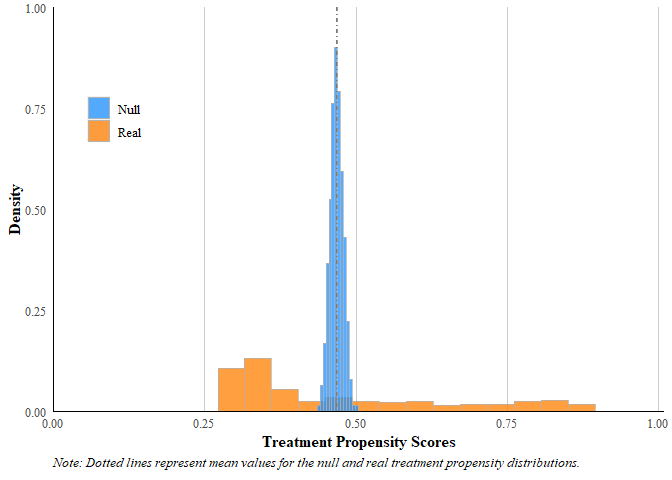 1.00
0.75
0.50
0.25
0.00
Density
Null
Real
0.00 0.25 0.50 0.75 1.00
Treatment Propensity Scores
Note: Dotted lines represent mean values for the null and real treatment propensity distributions.